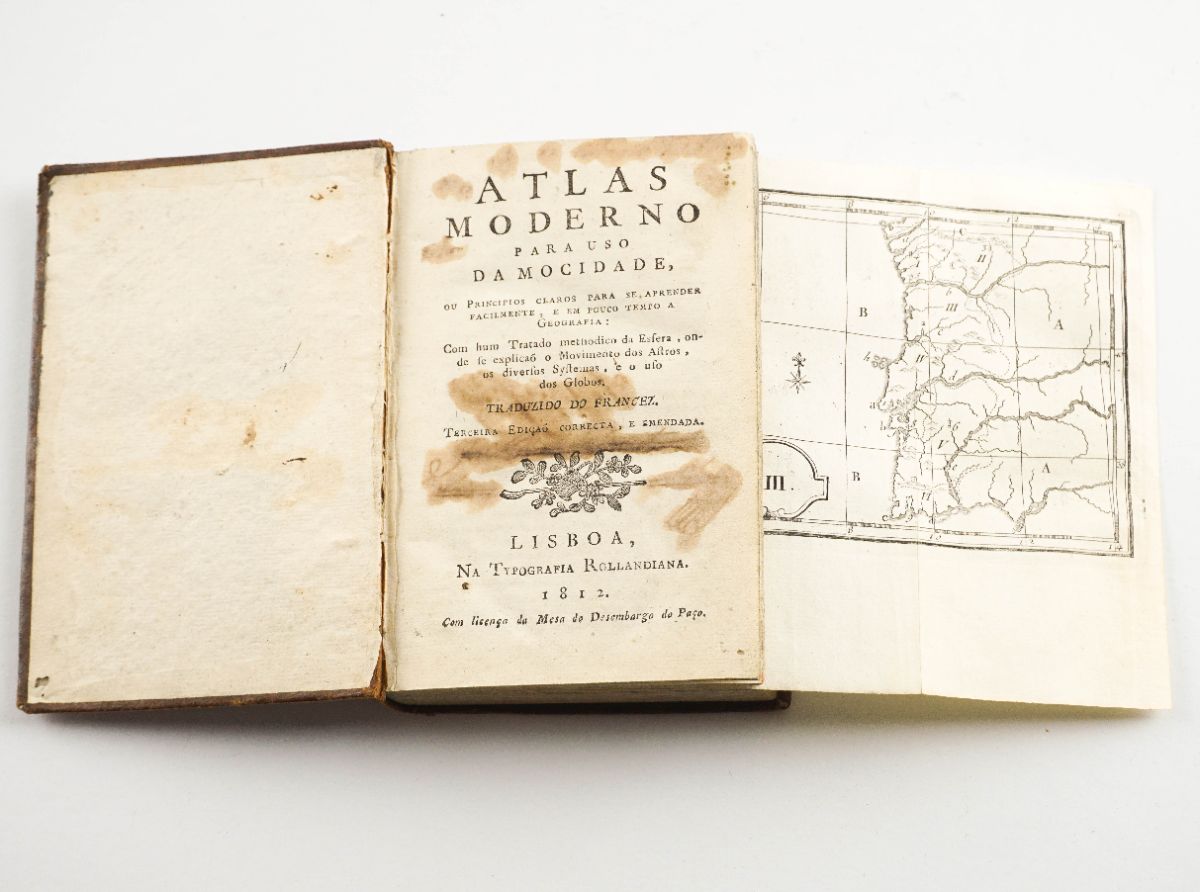 ATLAS
MODERNO
PARA USO
DA MOCIDADE,
OU PRINCIPIOS CLAROS PARA SE, APRENDER
FACILMENTE, E EM POUCO TEMPO A
GEOGRAFIA:
Com hum Tratado methodico da Esfera, on-
de se explicaõ o Movimento dos Astros,
os diversos Systemas, e o uso
dos Globos.
TRADUZIDO DO FRANCEZ.
TERCEIRA EDIÇAÕ CORRECTA, E EMENDADA.
LISBOA,
NA TYPOGRAFIA ROLLANDIANA.
1812.
Com licença da Mesa do Desembargo do Paço.
C
II
B
III
A
II
V
B
A
III.